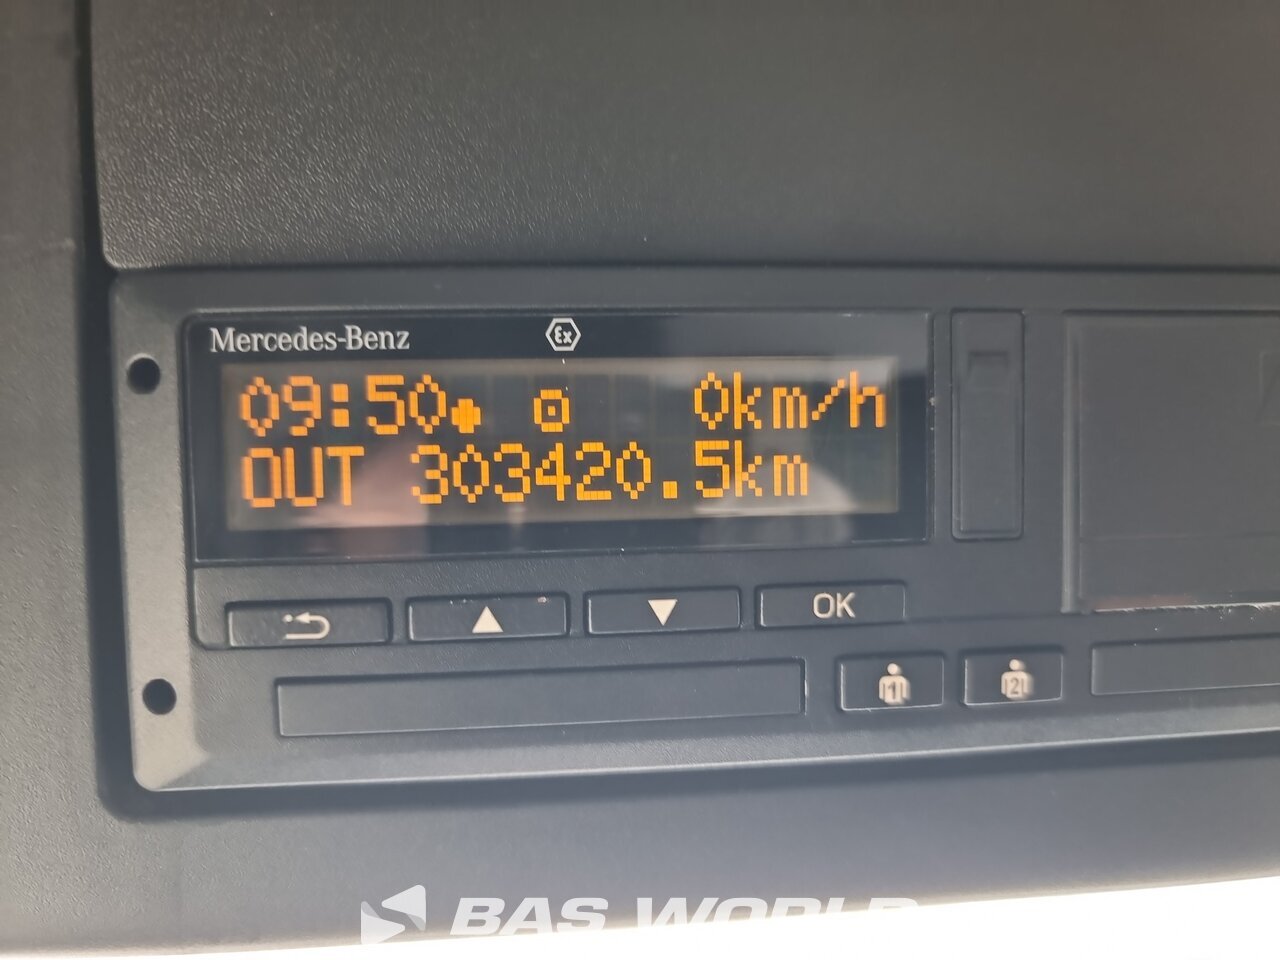 Mercedes-Benz
Ex
09:50 0km/h
OUT 303420.5km
OK
1 2
BAS WORLD